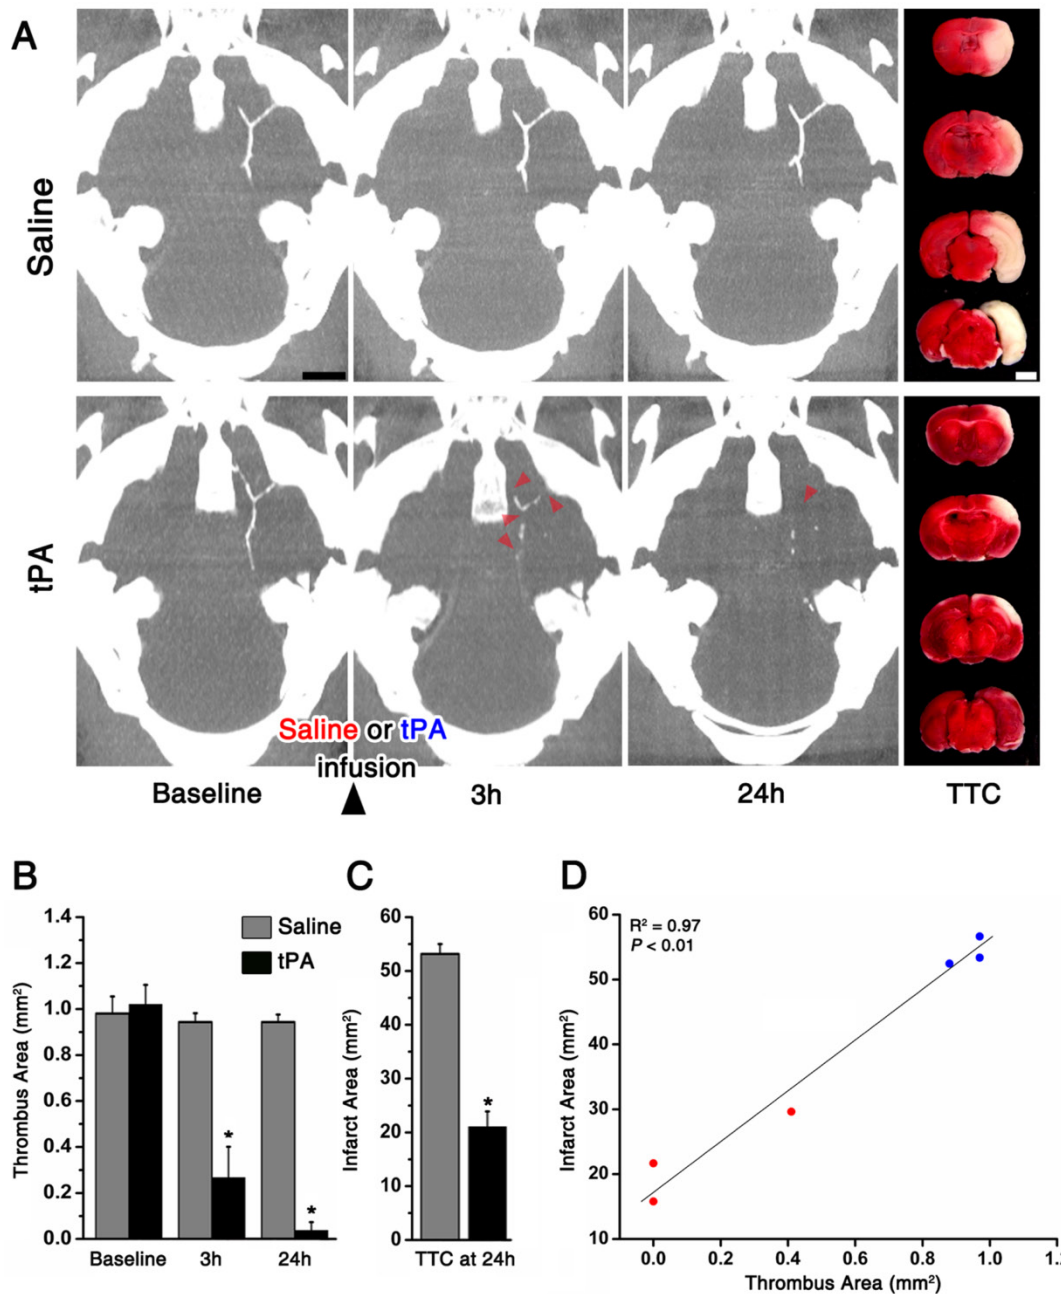 A
Saline
tPA
Saline or tPA
infusion
Baseline
3h
24h
TTC
B
Thrombus Area (mm²)
1.4
1.2
1.0
0.8
0.6
0.4
0.2
0.0
Saline
tPA
*
*
Baseline
3h
24h
C
Infarct Area (mm²)
60
50
40
30
20
10
0
*
TTC at 24h
D
Infarct Area (mm²)
60
50
40
30
20
10
R² = 0.97
P < 0.01
0.0
0.2
0.4
0.6
0.8
1.0
Thrombus Area (mm²)